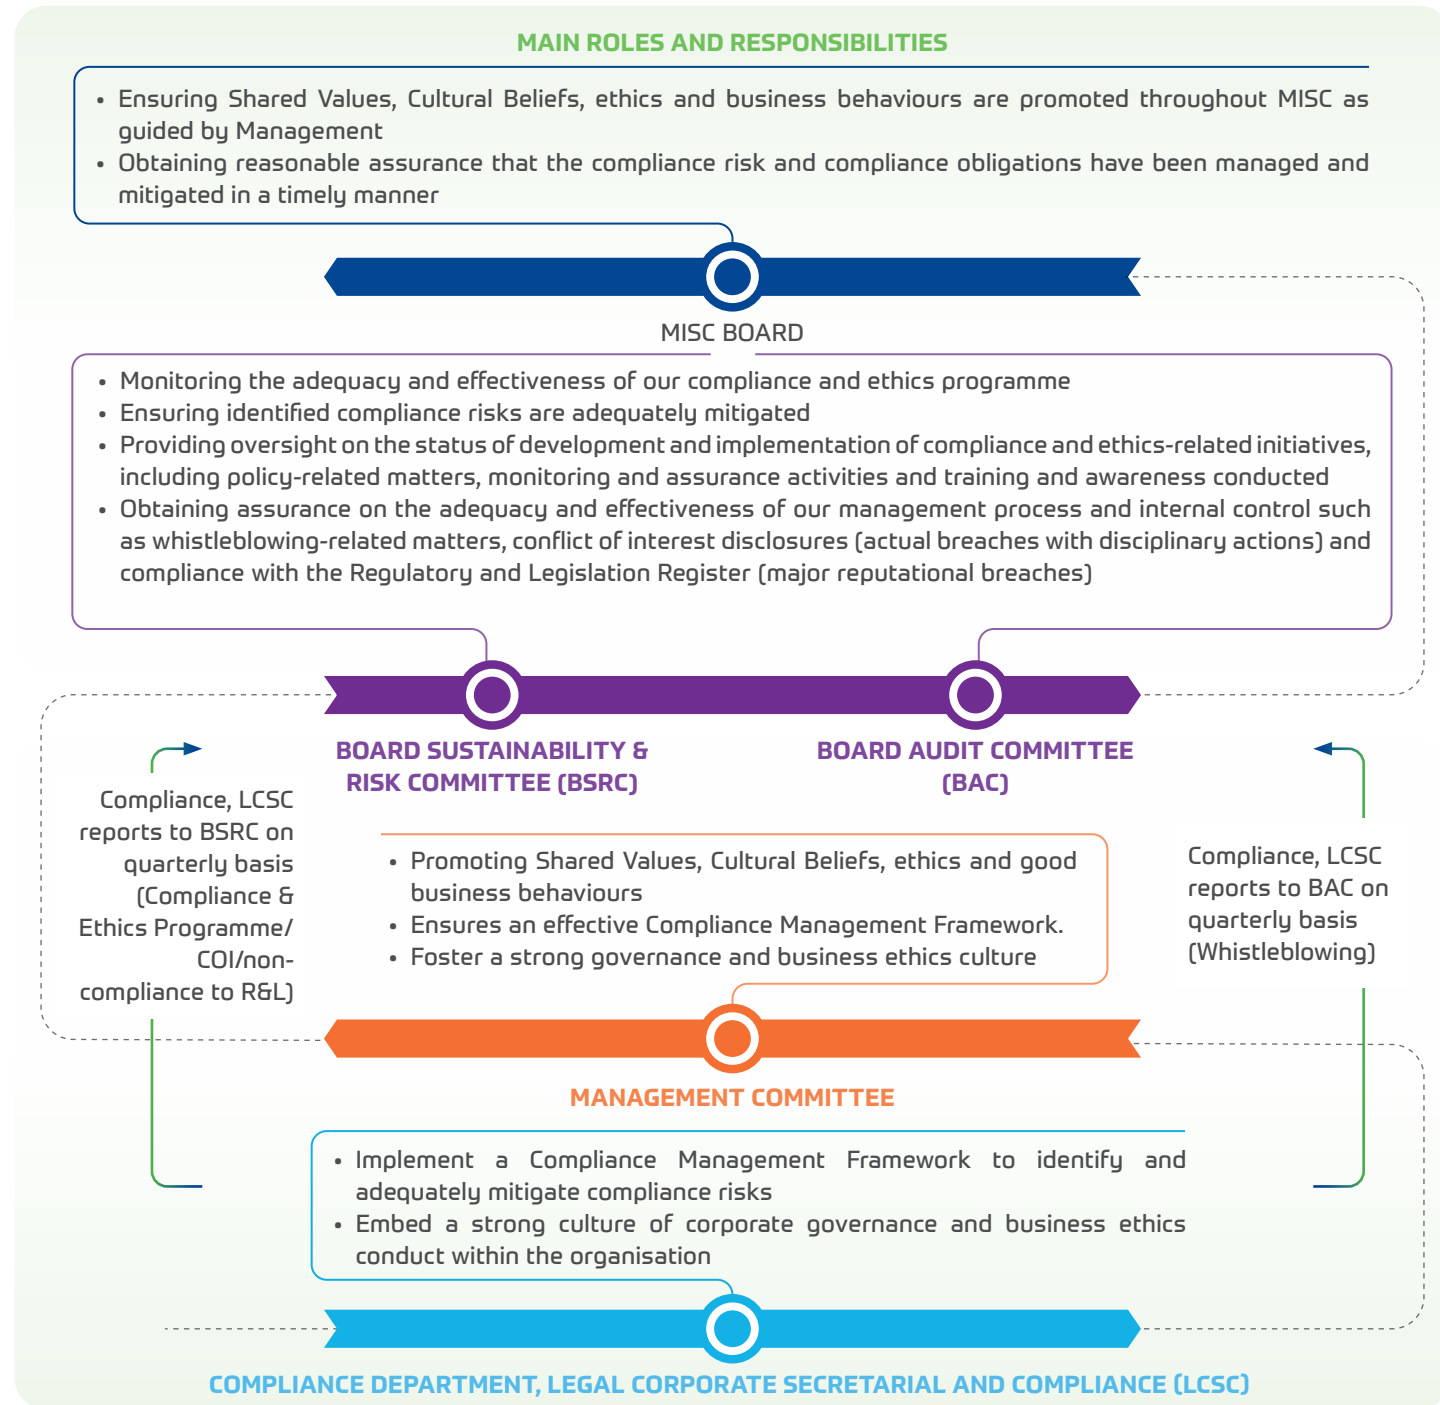 MAIN ROLES AND RESPONSIBILITIES
• Ensuring Shared Values, Cultural Beliefs, ethics and business behaviours are promoted throughout MISC as
guided by Management
• Obtaining reasonable assurance that the compliance risk and compliance obligations have been managed and
mitigated in a timely manner
MISC BOARD
• Monitoring the adequacy and effectiveness of our compliance and ethics programme
• Ensuring identified compliance risks are adequately mitigated
• Providing oversight on the status of development and implementation of compliance and ethics-related initiatives,
including policy-related matters, monitoring and assurance activities and training and awareness conducted
• Obtaining assurance on the adequacy and effectiveness of our management process and internal control such
as whistleblowing-related matters, conflict of interest disclosures (actual breaches with disciplinary actions) and
compliance with the Regulatory and Legislation Register (major reputational breaches)
BOARD SUSTAINABILITY &
RISK COMMITTEE (BSRC)
BOARD AUDIT COMMITTEE
(BAC)
Compliance, LCSC
reports to BSRC on
quarterly basis
(Compliance &
Ethics Programme/
COI/non-
compliance to R&L)
• Promoting Shared Values, Cultural Beliefs, ethics and good
business behaviours
• Ensures an effective Compliance Management Framework.
• Foster a strong governance and business ethics culture
Compliance, LCSC
reports to BAC on
quarterly basis
(Whistleblowing)
MANAGEMENT COMMITTEE
• Implement a Compliance Management Framework to identify and
adequately mitigate compliance risks
• Embed a strong culture of corporate governance and business ethics
conduct within the organisation
COMPLIANCE DEPARTMENT, LEGAL CORPORATE SECRETARIAL AND COMPLIANCE (LCSC)